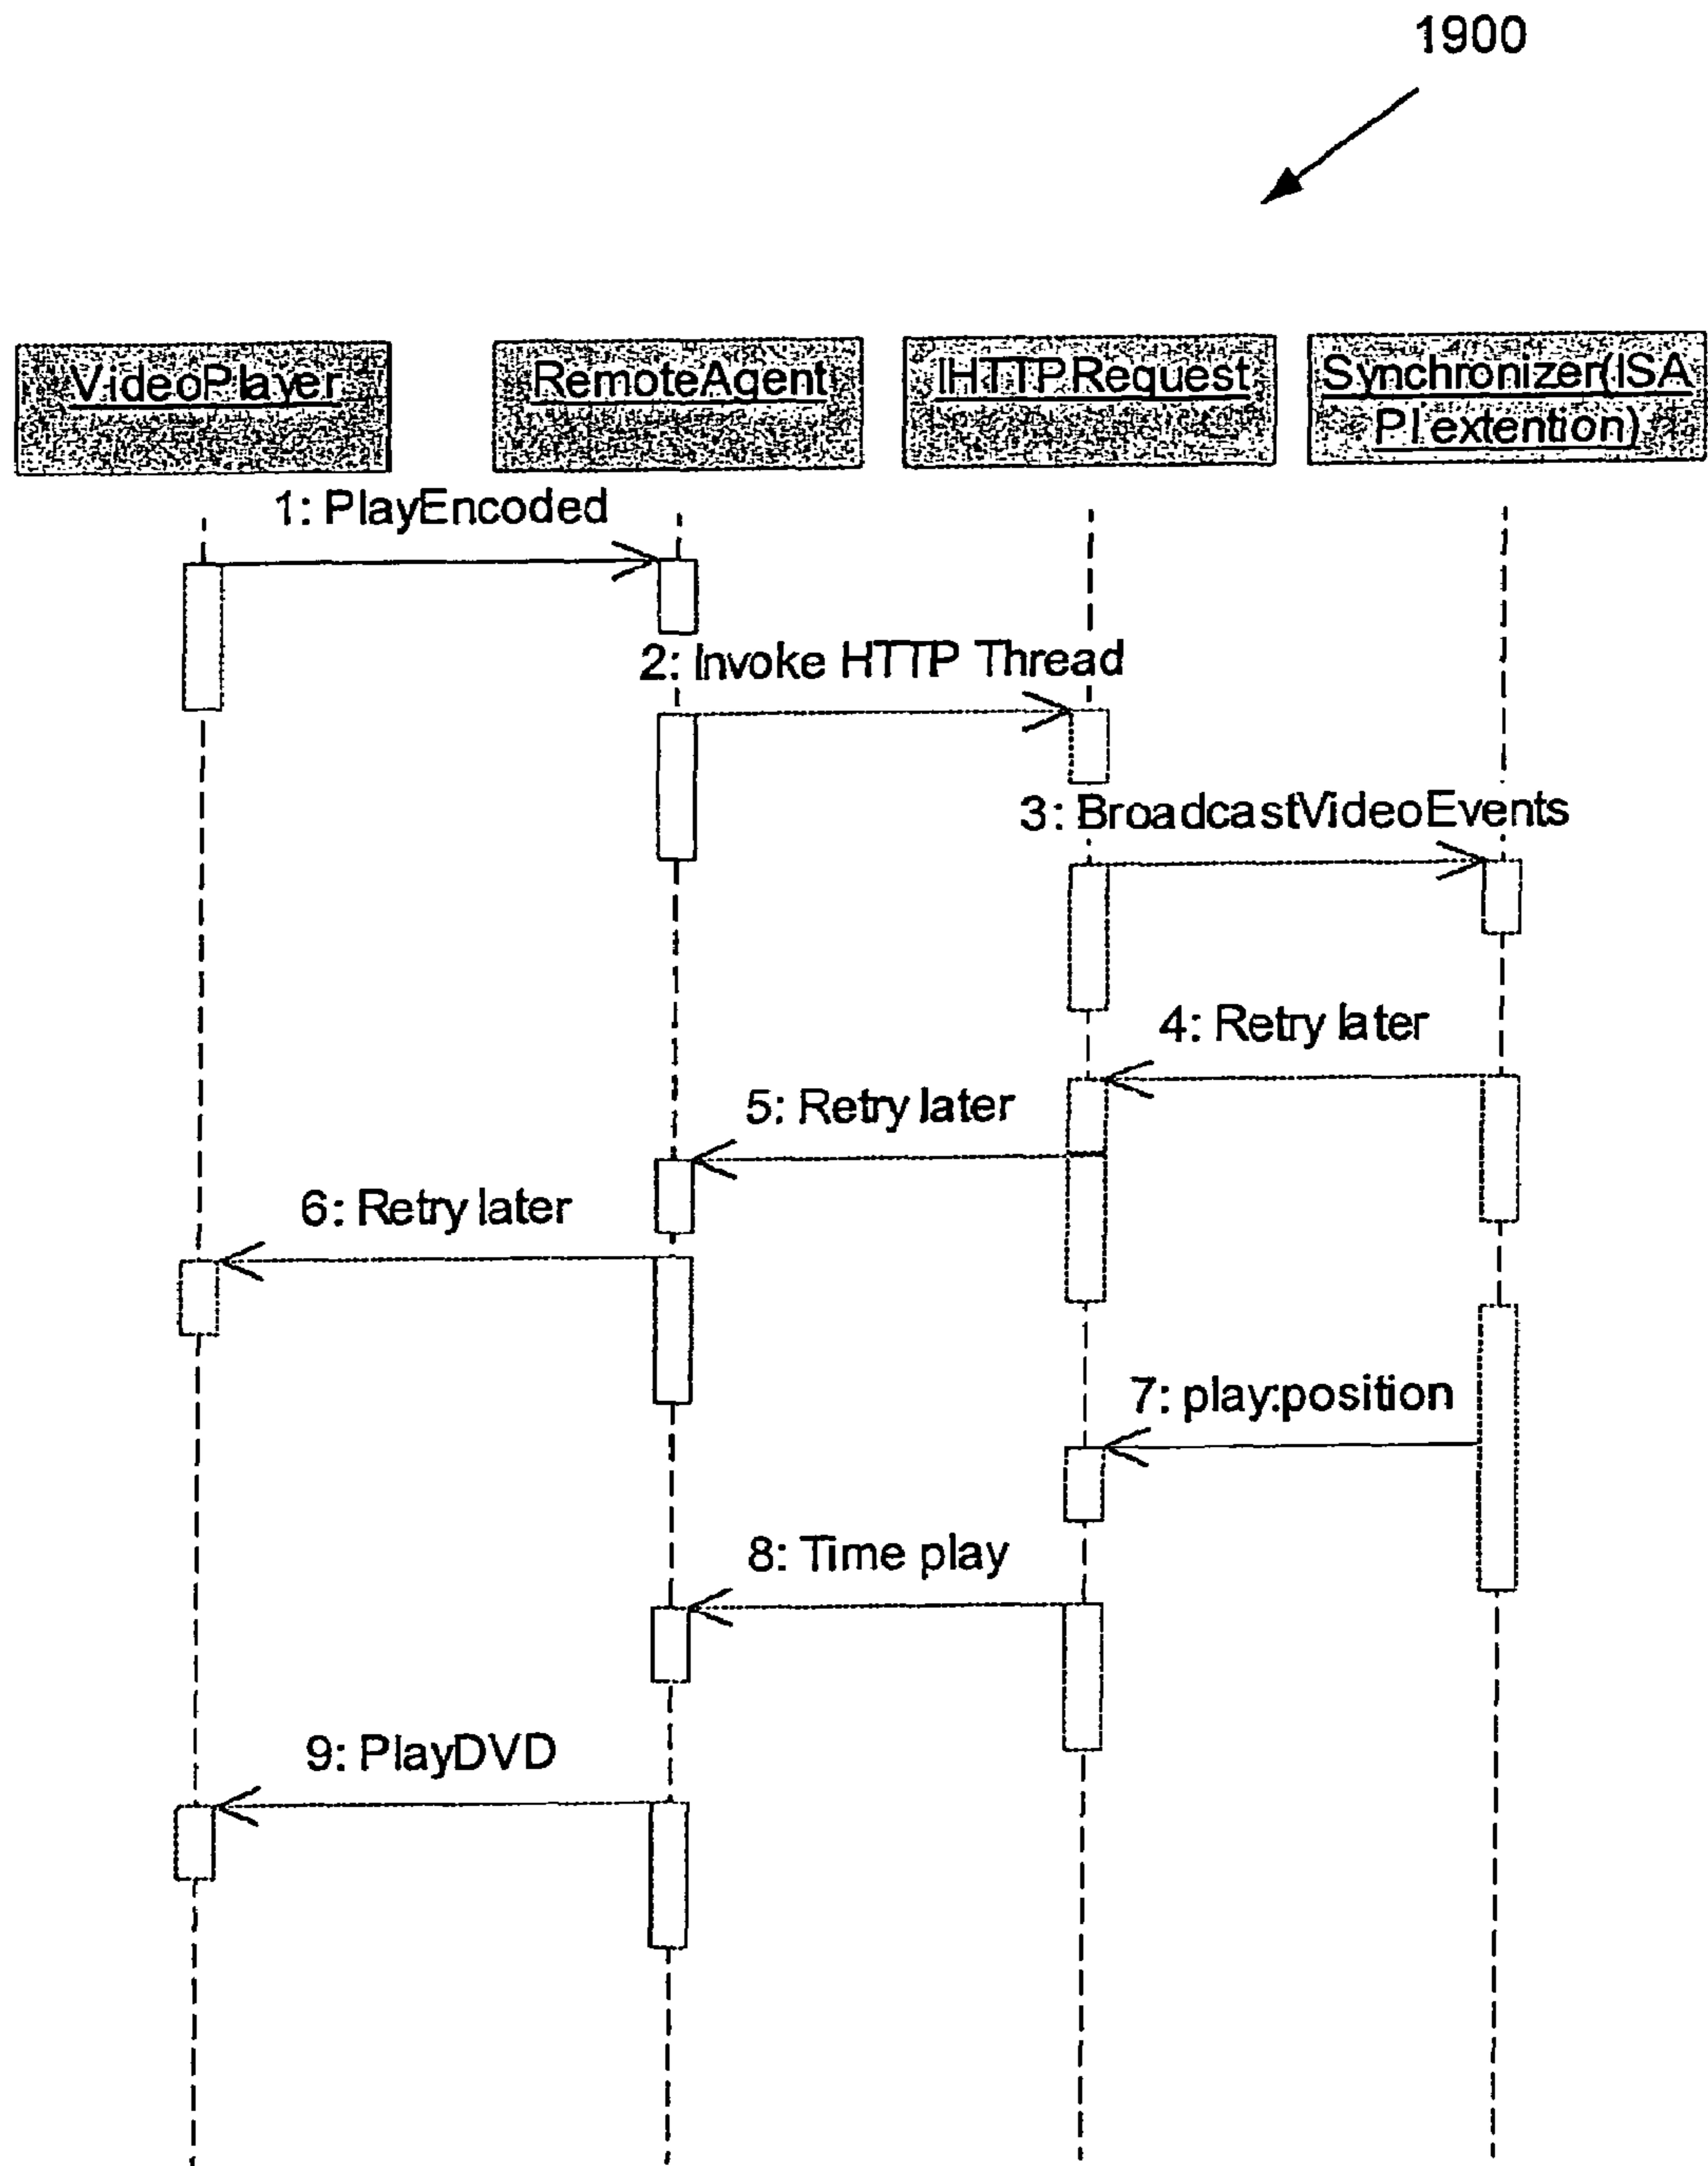 1900
VideoPlayer
RemoteAgent
IHTTPRequest
Synchronizer(ISA
PI extention)
1: PlayEncoded
2: Invoke HTTP Thread
3: BroadcastVideoEvents
4: Retry later
5: Retry later
6: Retry later
7: play:position
8: Time play
9: PlayDVD